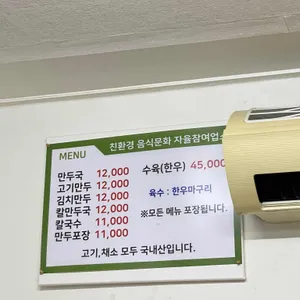 친환경 음식문화 자율참여업소
MENU
만두국 12,000
고기만두 12,000
김치만두 12,000
칼만두국 12,000
칼국수 11,000
만두포장 11,000
수육(한우) 45,000
육수 : 한우마구리
※모든 메뉴 포장됩니다.
고기,채소 모두 국내산입니다.